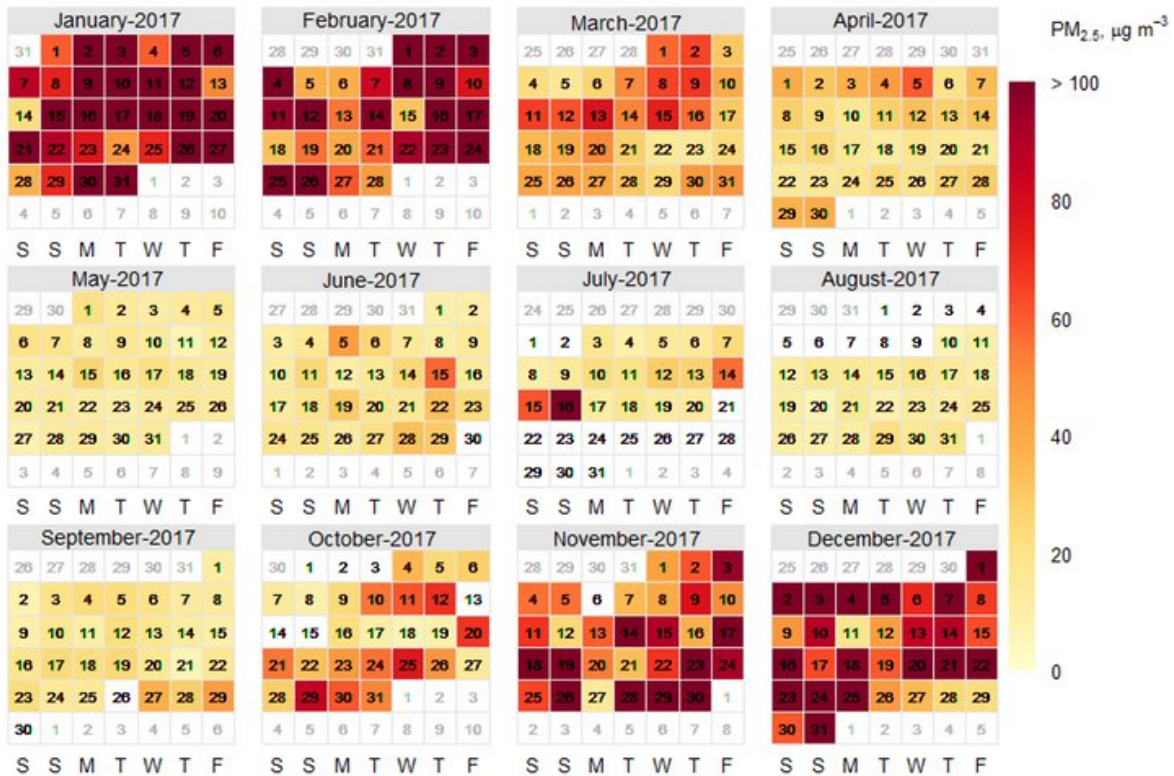 January-2017
31 1 2 3 4 5 6
7 8 9 10 11 12 13
14 15 16 17 18 19 20
21 22 23 24 25 26 27
28 29 30 31 1 2 3
4 5 6 7 8 9 10
S S M T W T F
February-2017
28 29 30 31 1 2 3
4 5 6 7 8 9 10
11 12 13 14 15 16 17
18 19 20 21 22 23 24
25 26 27 28 1 2 3
4 5 6 7 8 9 10
S S M T W T F
March-2017
25 26 27 28 1 2 3
4 5 6 7 8 9 10
11 12 13 14 15 16 17
18 19 20 21 22 23 24
25 26 27 28 29 30 31
1 2 3 4 5 6 7
S S M T W T F
April-2017
25 26 27 28 29 30 31
1 2 3 4 5 6 7
8 9 10 11 12 13 14
15 16 17 18 19 20 21
22 23 24 25 26 27 28
29 30 1 2 3 4 5
S S M T W T F
May-2017
29 30 1 2 3 4 5
6 7 8 9 10 11 12
13 14 15 16 17 18 19
20 21 22 23 24 25 26
27 28 29 30 31 1 2
3 4 5 6 7 8 9
S S M T W T F
June-2017
27 28 29 30 31 1 2
3 4 5 6 7 8 9
10 11 12 13 14 15 16
17 18 19 20 21 22 23
24 25 26 27 28 29 30
1 2 3 4 5 6 7
S S M T W T F
July-2017
24 25 26 27 28 29 30
1 2 3 4 5 6 7
8 9 10 11 12 13 14
15 16 17 18 19 20 21
22 23 24 25 26 27 28
29 30 31 1 2 3 4
S S M T W T F
August-2017
29 30 31 1 2 3 4
5 6 7 8 9 10 11
12 13 14 15 16 17 18
19 20 21 22 23 24 25
26 27 28 29 30 31 1
2 3 4 5 6 7 8
S S M T W T F
September-2017
26 27 28 29 30 31 1
2 3 4 5 6 7 8
9 10 11 12 13 14 15
16 17 18 19 20 21 22
23 24 25 26 27 28 29
30 1 2 3 4 5 6
S S M T W T F
October-2017
30 1 2 3 4 5 6
7 8 9 10 11 12 13
14 15 16 17 18 19 20
21 22 23 24 25 26 27
28 29 30 31 1 2 3
4 5 6 7 8 9 10
S S M T W T F
November-2017
28 29 30 31 1 2 3
4 5 6 7 8 9 10
11 12 13 14 15 16 17
18 19 20 21 22 23 24
25 26 27 28 29 30 1
2 3 4 5 6 7 8
S S M T W T F
December-2017
25 26 27 28 29 30 1
2 3 4 5 6 7 8
9 10 11 12 13 14 15
16 17 18 19 20 21 22
23 24 25 26 27 28 29
30 31 1 2 3 4 5
S S M T W T F
PM₂.₅, μg m⁻³
> 100
80
60
40
20
0